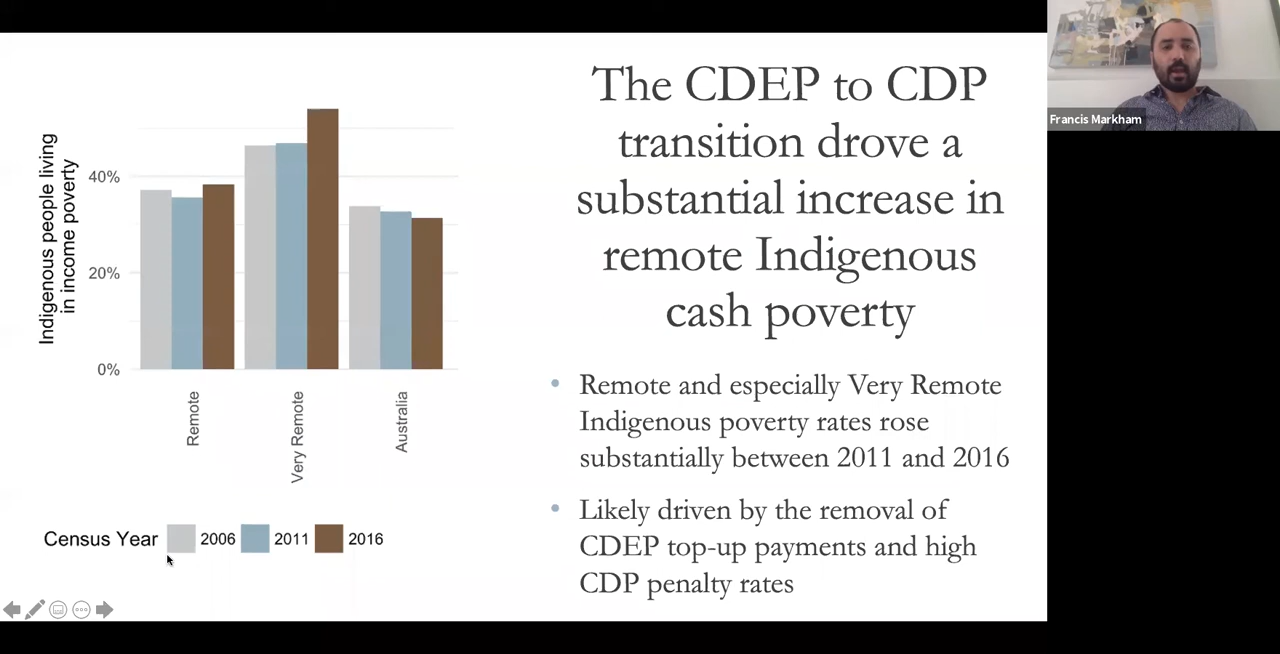 The CDEP to CDP
transition drove a
substantial increase in
remote Indigenous
cash poverty
Francis Markham
Indigenous people living
in income poverty
40%
20%
0%
Remote
Very Remote
Australia
Census Year 2006 2011 2016
Remote and especially Very Remote
Indigenous poverty rates rose
substantially between 2011 and 2016
Likely driven by the removal of
CDEP top-up payments and high
CDP penalty rates